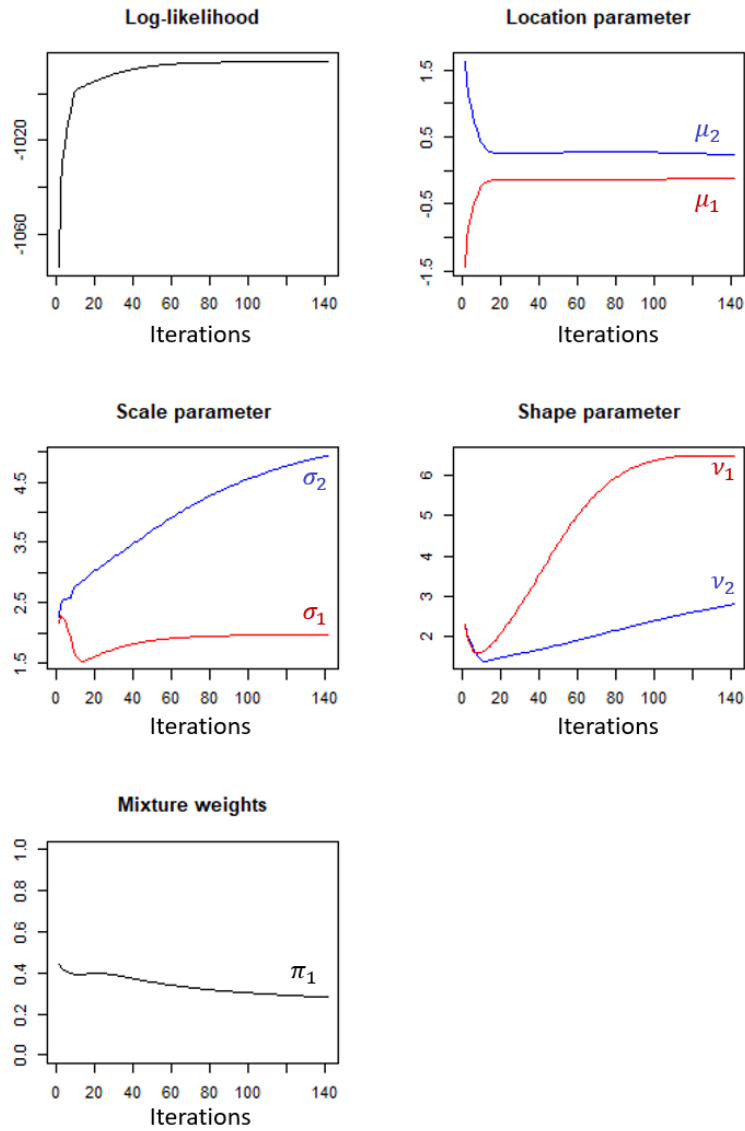 Log-likelihood
-1020
-1060
0 20 40 60 80 100 140
Iterations
Location parameter
1.5
0.5
-0.5
-1.5
μ2
μ1
0 20 40 60 80 100 140
Iterations
Scale parameter
4.5
3.5
2.5
1.5
σ2
σ1
0 20 40 60 80 100 140
Iterations
Shape parameter
6
5
4
3
2
ν1
ν2
0 20 40 60 80 100 140
Iterations
Mixture weights
1.0
0.8
0.6
0.4
0.2
0.0
π1
0 20 40 60 80 100 140
Iterations